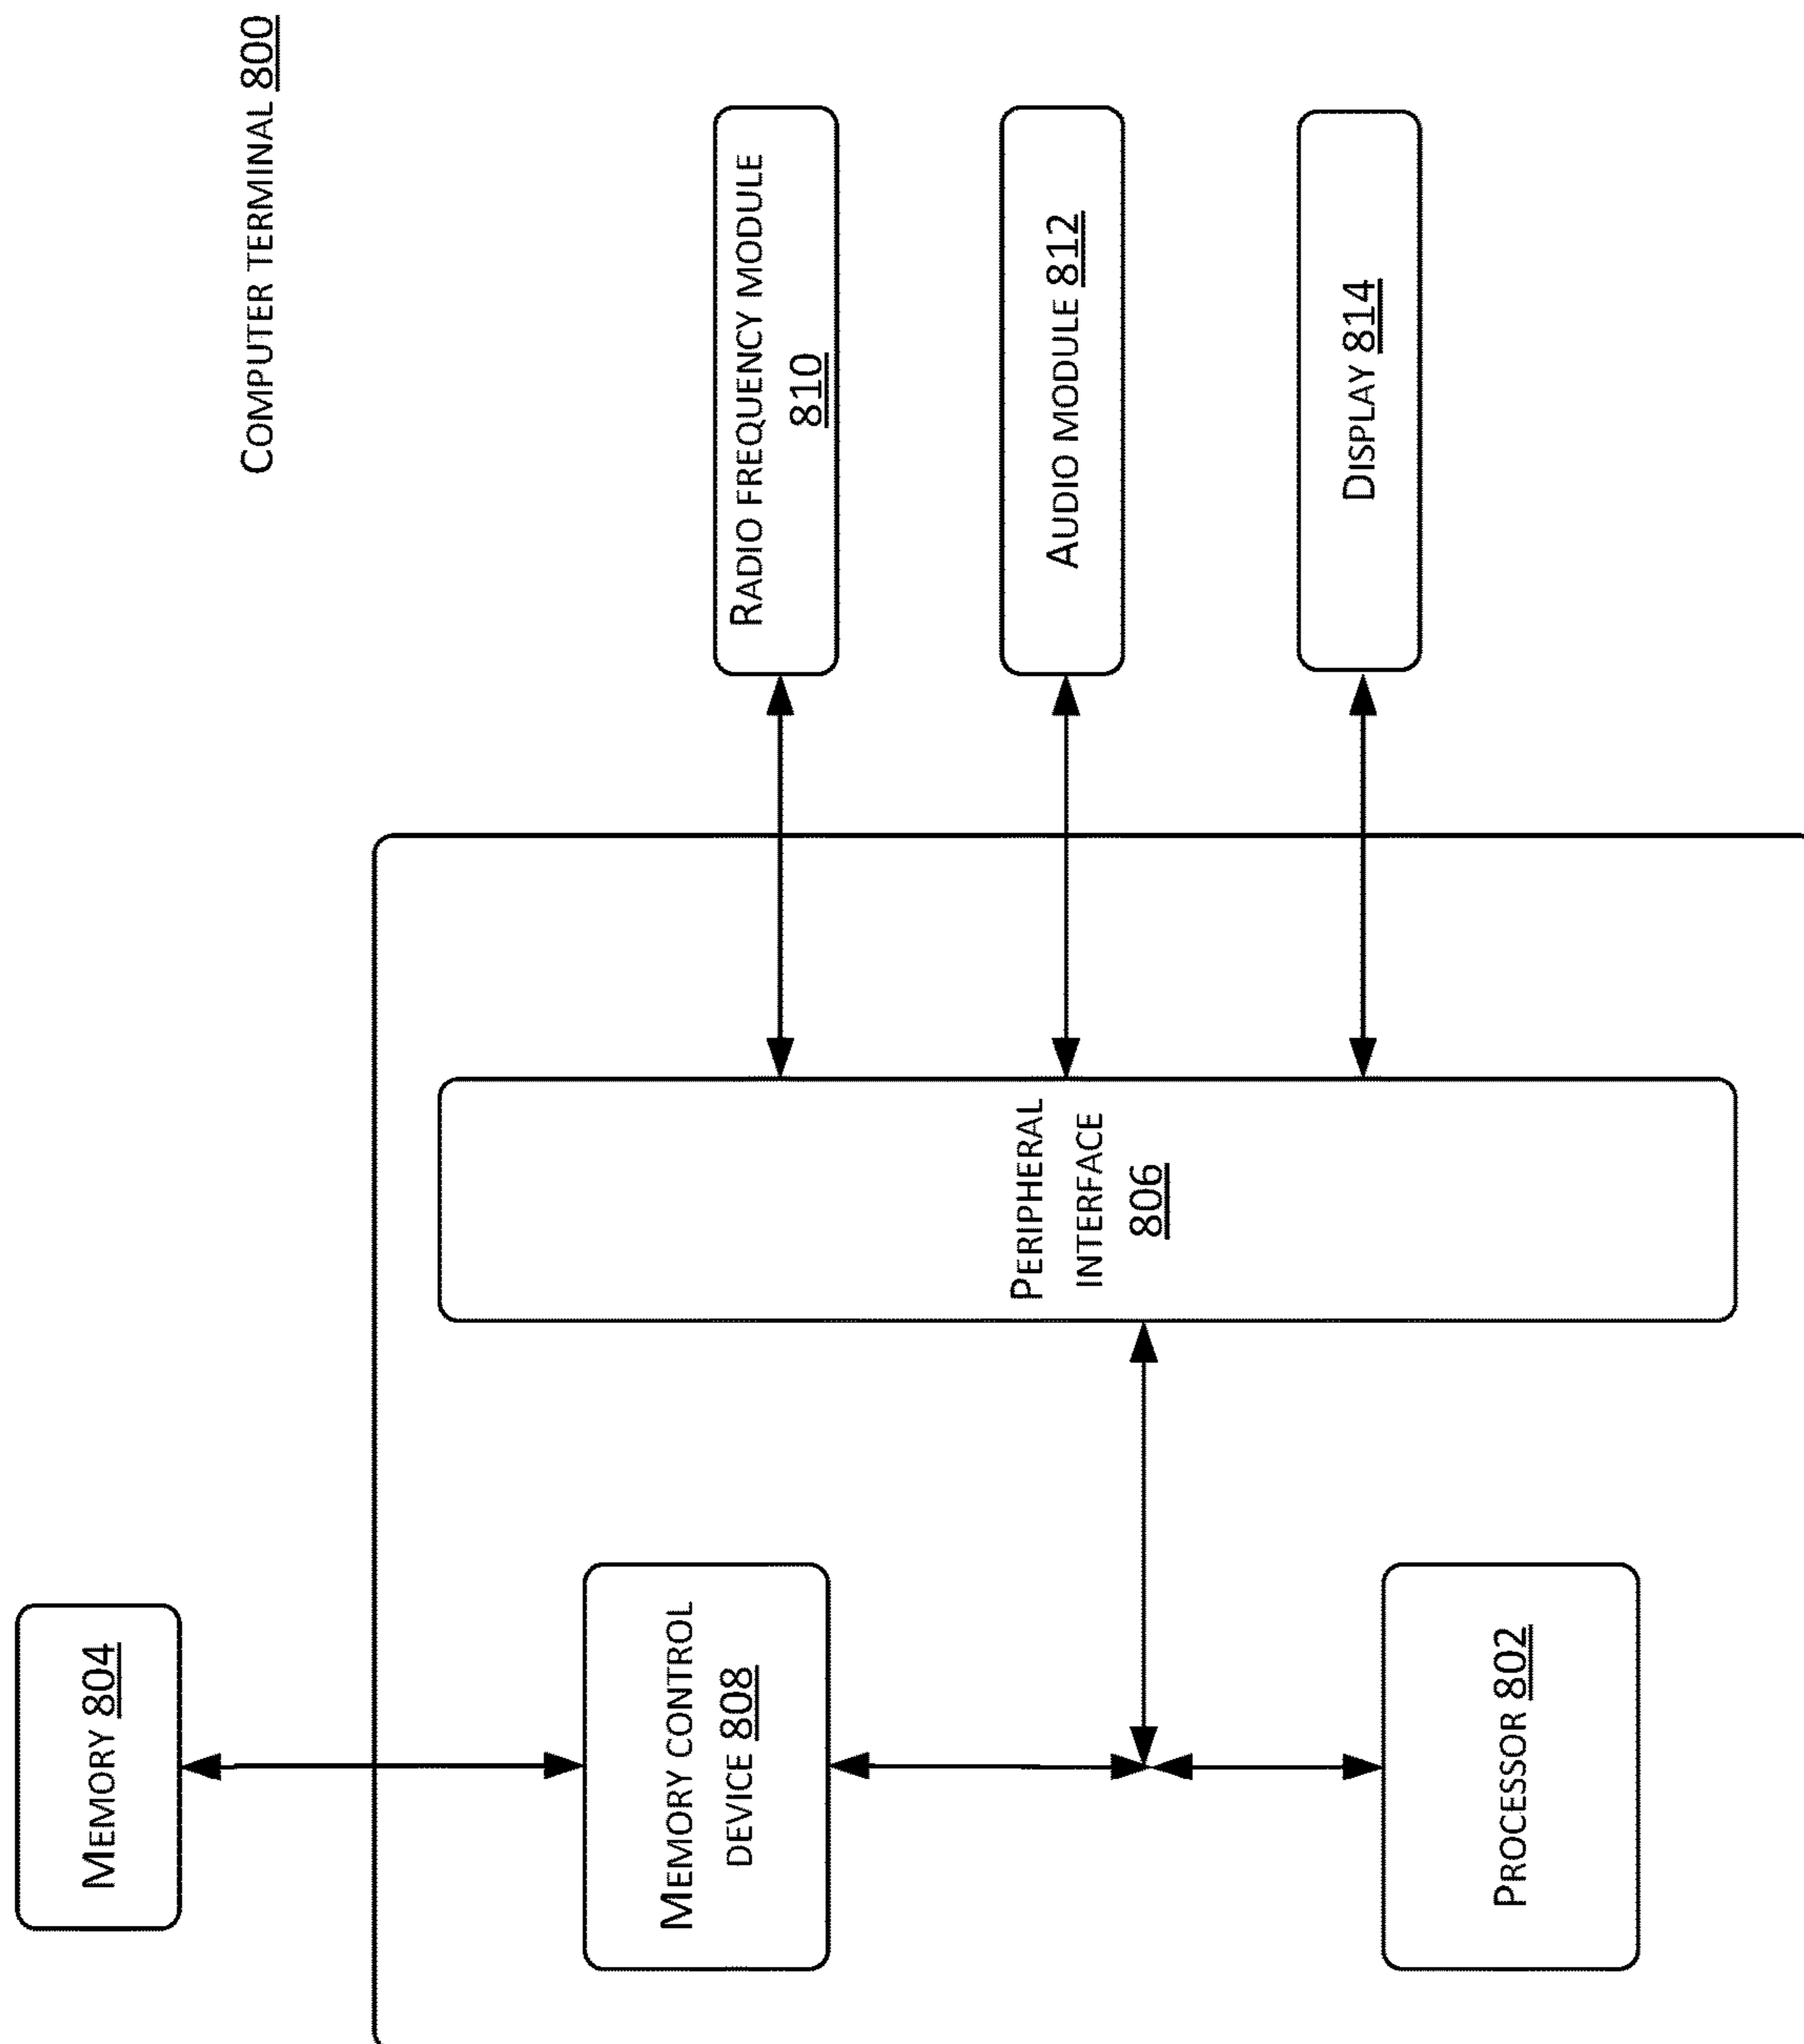 COMPUTER TERMINAL 800
MEMORY 804
MEMORY CONTROL
DEVICE 808
PROCESSOR 802
PERIPHERAL
INTERFACE
806
RADIO FREQUENCY MODULE
810
AUDIO MODULE 812
DISPLAY 814